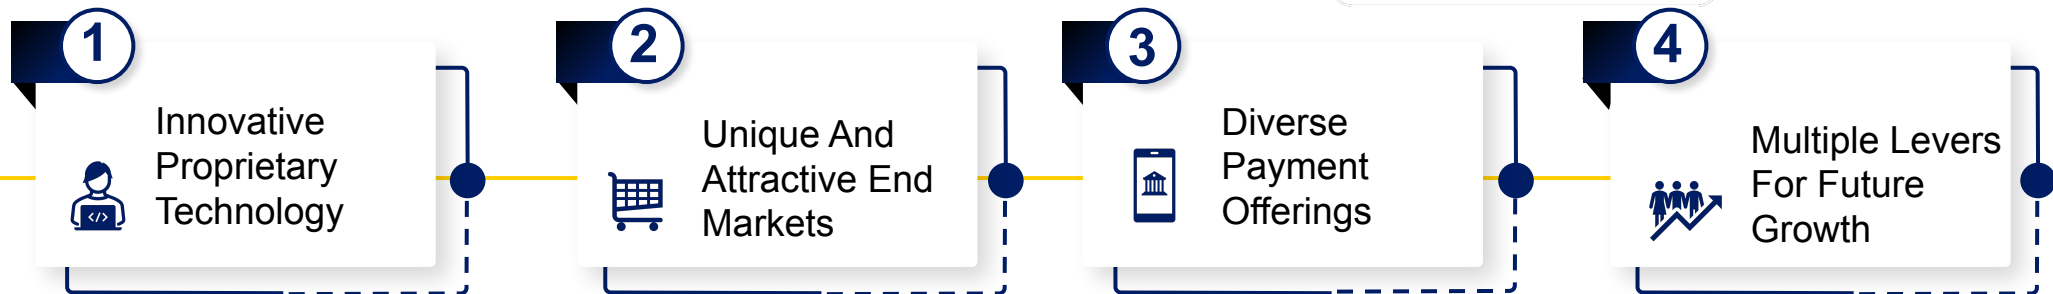 1
Innovative
Proprietary
Technology
</>
2
Unique And
Attractive End
Markets
3
Diverse
Payment
Offerings
4
Multiple Levers
For Future
Growth